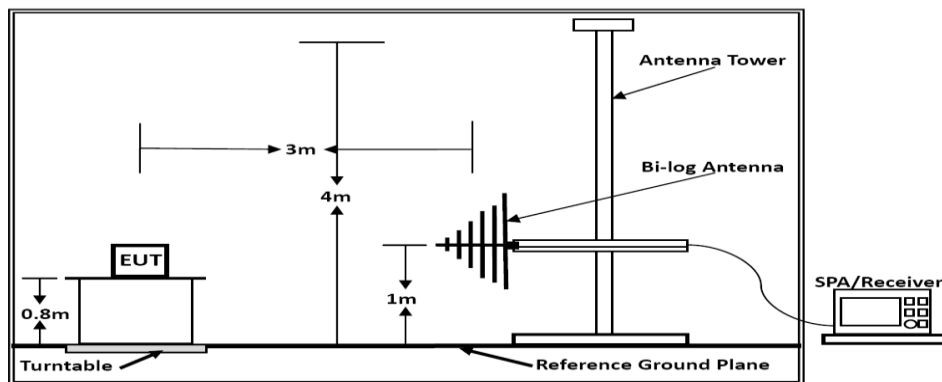 Antenna Tower
3m
Bi-log Antenna
4m
EUT
SPA/Receiver
0.8m
1m
Turntable
Reference Ground Plane